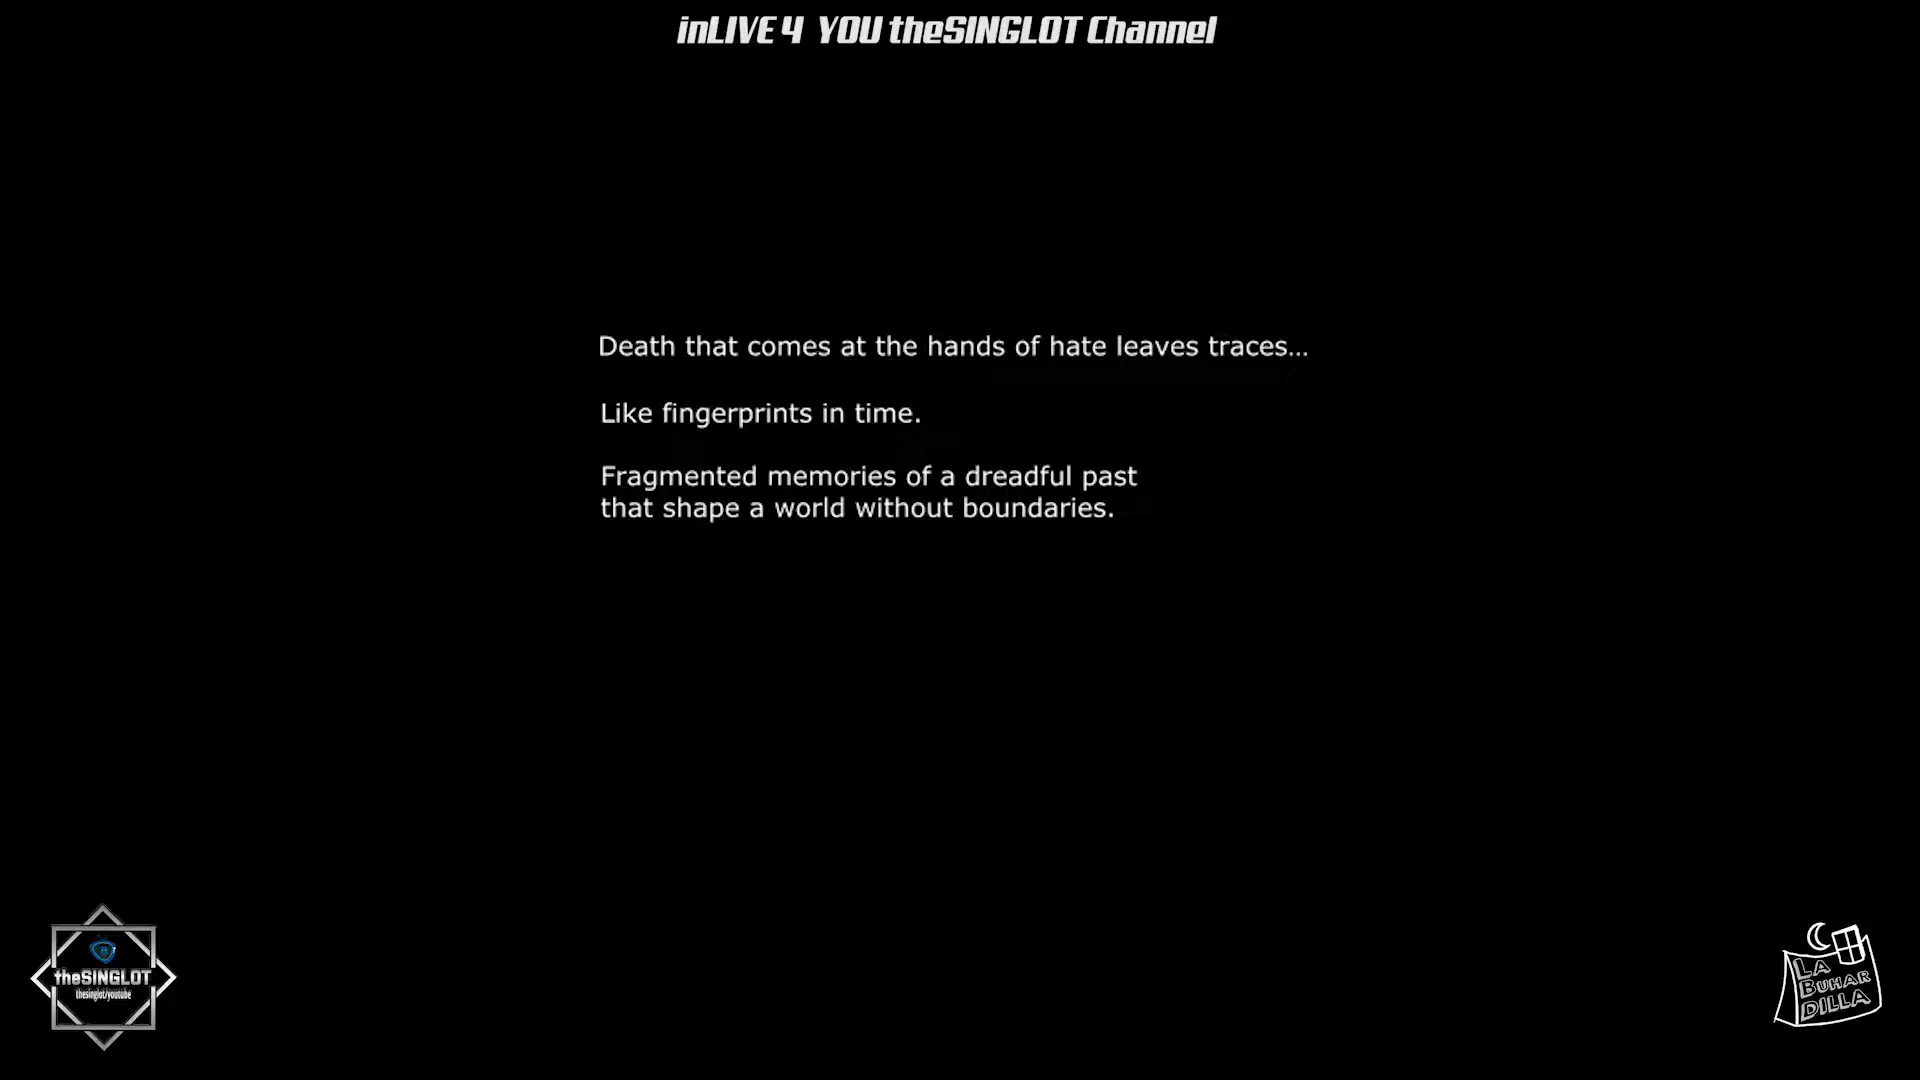 inLIVE 4 YOU theSINGLOT Channel
Death that comes at the hands of hate leaves traces...
Like fingerprints in time.
Fragmented memories of a dreadful past
that shape a world without boundaries.
theSINGLOT
thesinglot/youtube
LA
BUHAR
DILLA